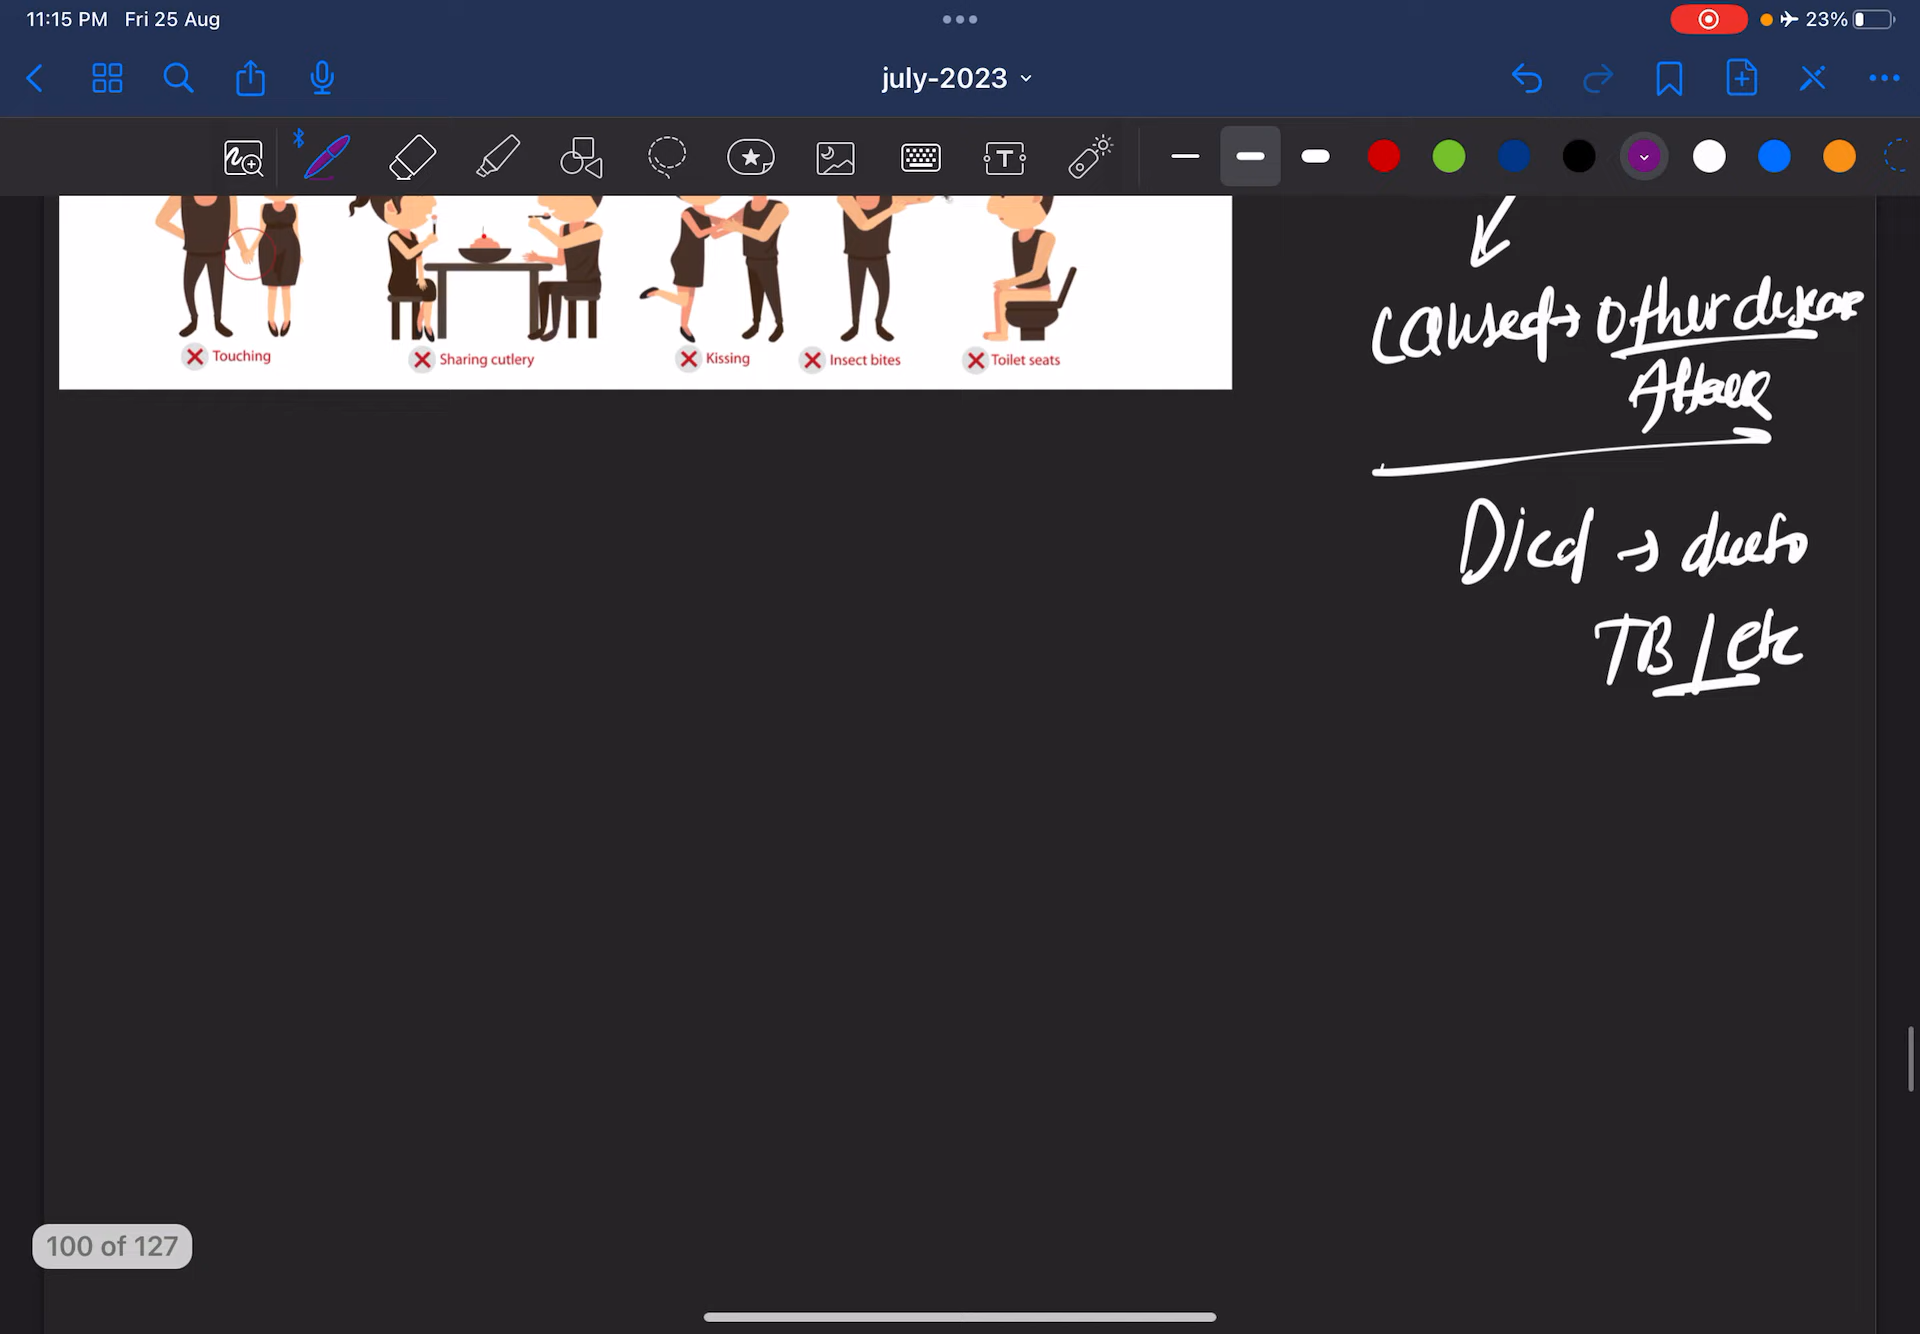 11:15 PM Fri 25 Aug
23%
july-2023
T
Touching
Sharing cutlery
Kissing
Insect bites
Toilet seats
Caused→ Other disease
Attack
Died → due to
TB / etc
100 of 127